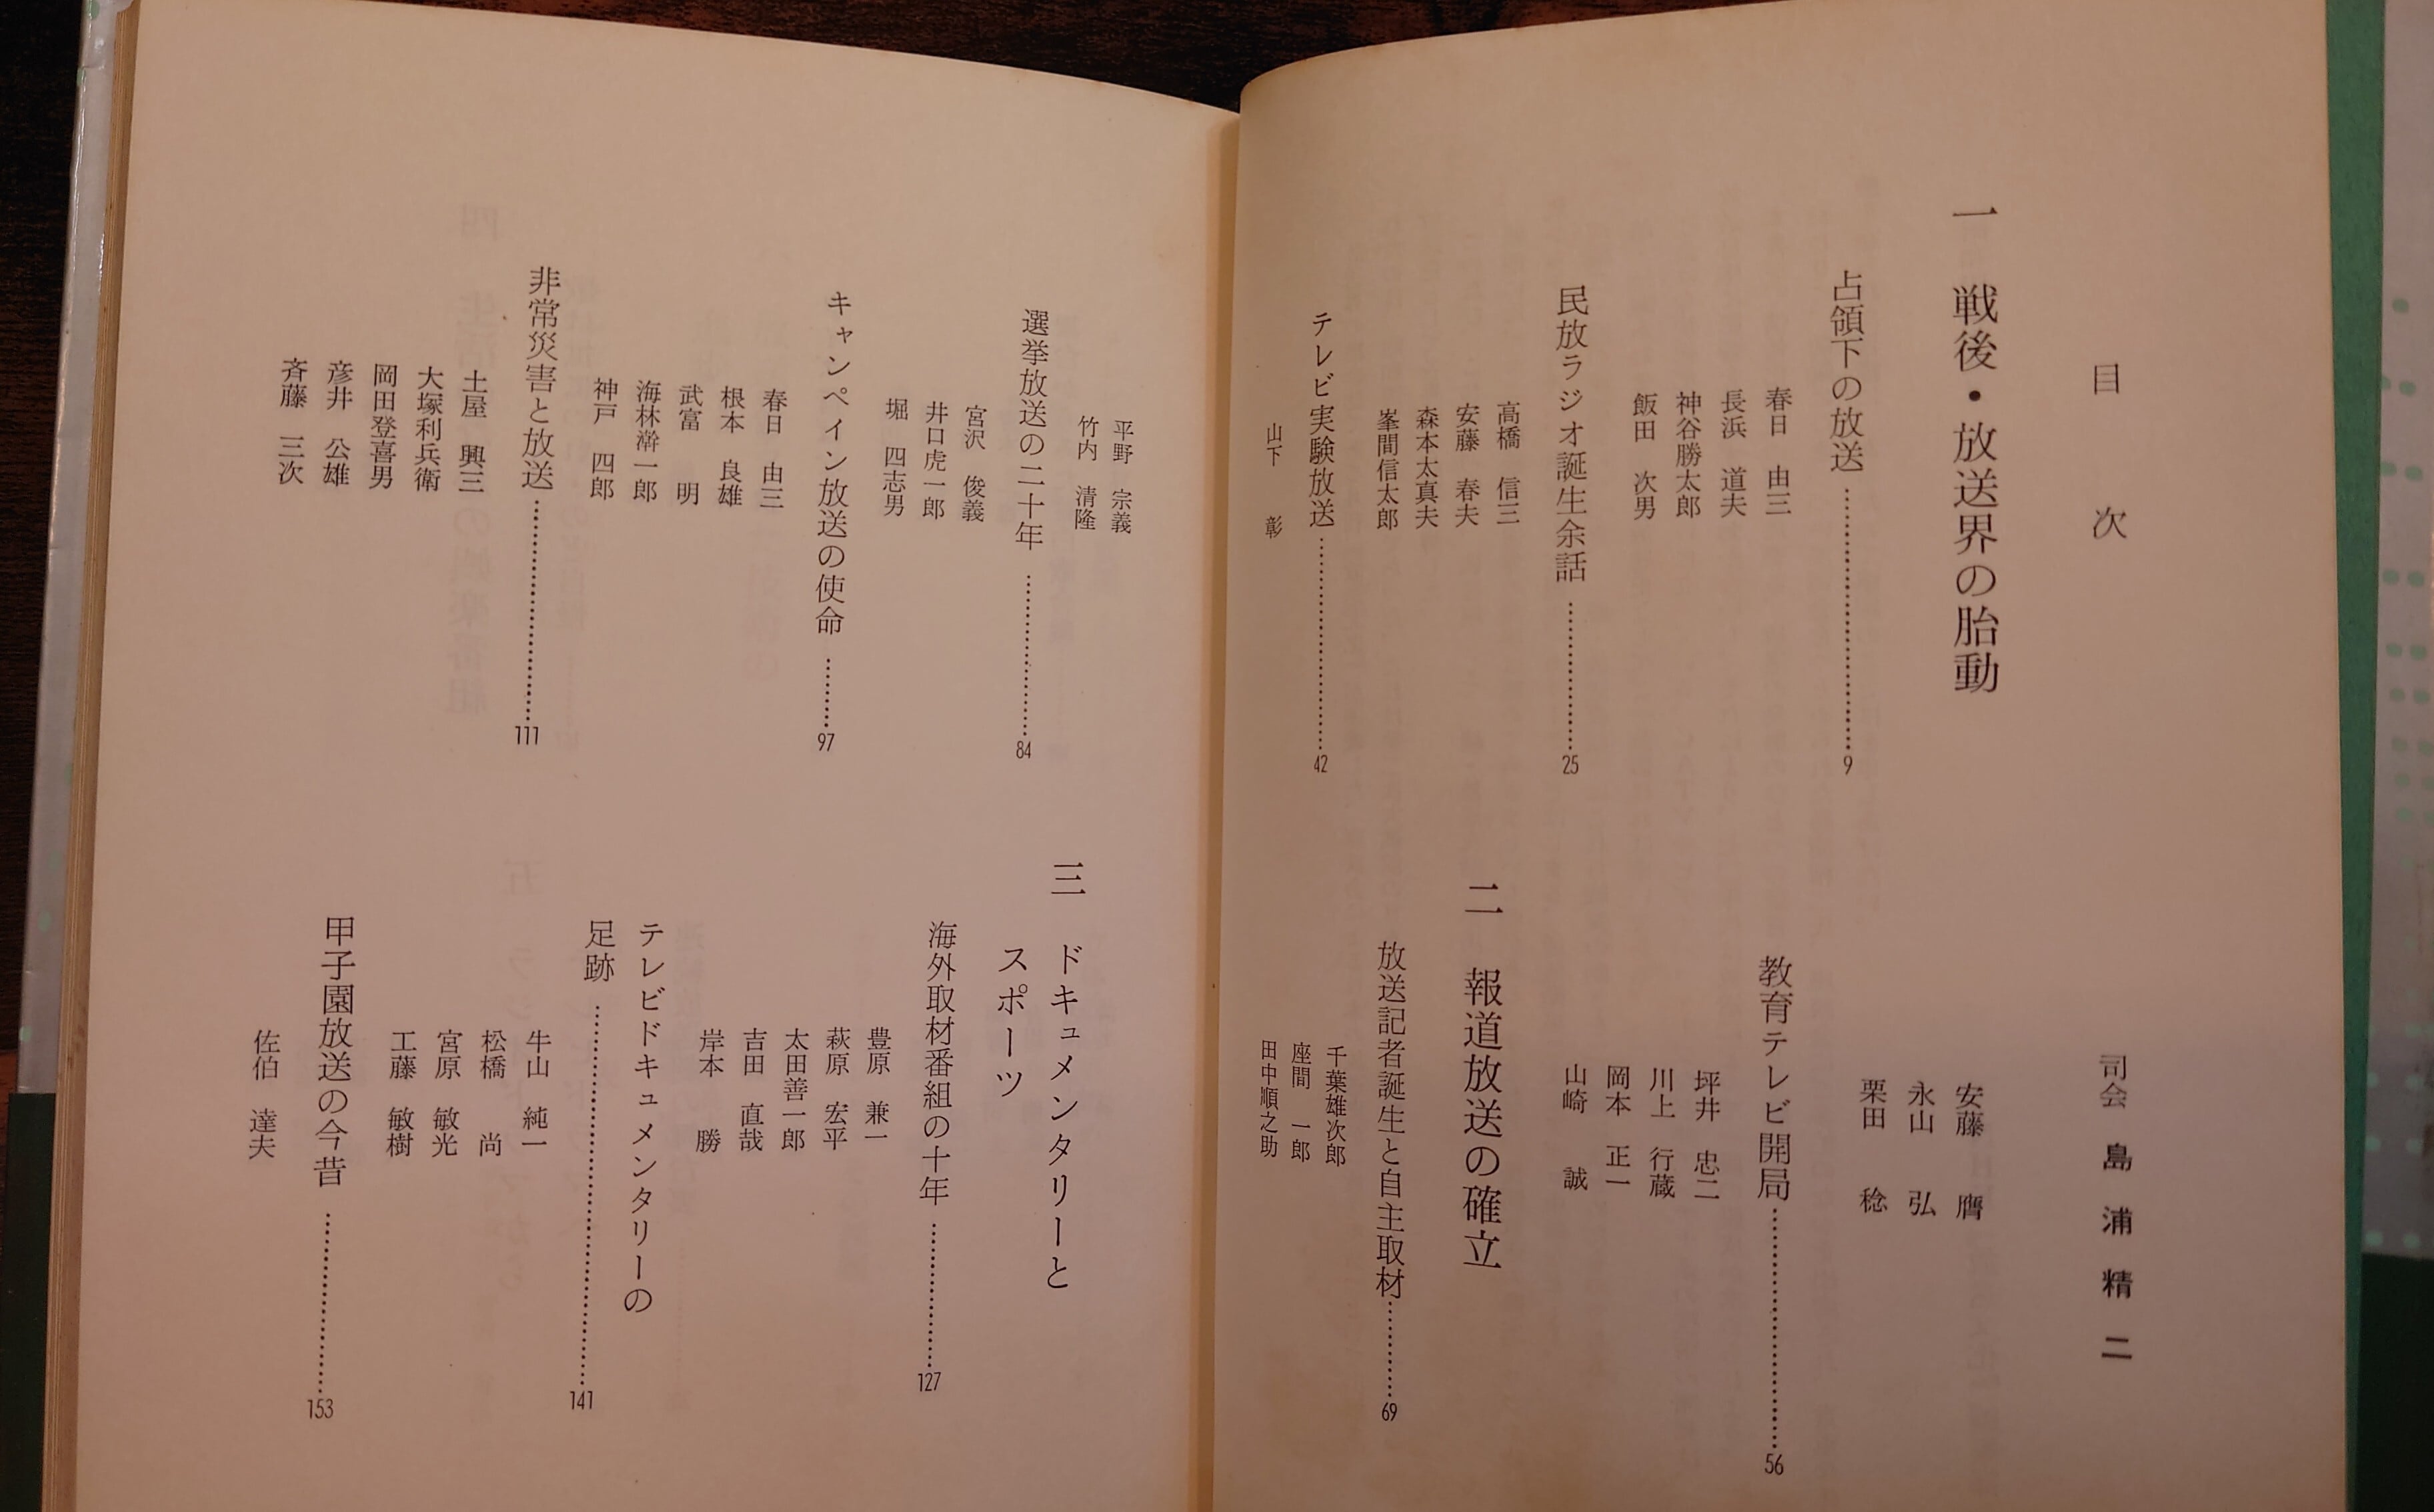 目次
司会 島浦精二
一 戦後・放送界の胎動
占領下の放送……………9
春日 由三
長浜 道夫
神谷勝太郎
飯田 次男
民放ラジオ誕生余話……………25
高橋 信三
安藤 春夫
森本太真夫
峯間信太郎
テレビ実験放送……………42
山下 彰
安藤 膺
永山 弘
栗田 稔
教育テレビ開局……………56
坪井 忠二
川上 行蔵
岡本 正一
山崎 誠
二 報道放送の確立
放送記者誕生と自主取材……………69
千葉雄次郎
座間 一郎
田中順之助
平野 宗義
竹内 清隆
選挙放送の二十年……………84
宮沢 俊義
井口虎一郎
堀 四志男
キャンペイン放送の使命……………97
春日 由三
根本 良雄
武富 明
海林澣一郎
神戸 四郎
非常災害と放送……………111
土屋 興三
大塚利兵衛
岡田登喜男
彦井 公雄
斉藤 三次
三 ドキュメンタリーと
スポーツ
海外取材番組の十年……………127
豊原 兼一
萩原 宏平
太田善一郎
吉田 直哉
岸本 勝
テレビドキュメンタリーの
足跡……………141
牛山 純一
松橋 尚
宮原 敏光
工藤 敏樹
甲子園放送の今昔……………153
佐伯 達夫